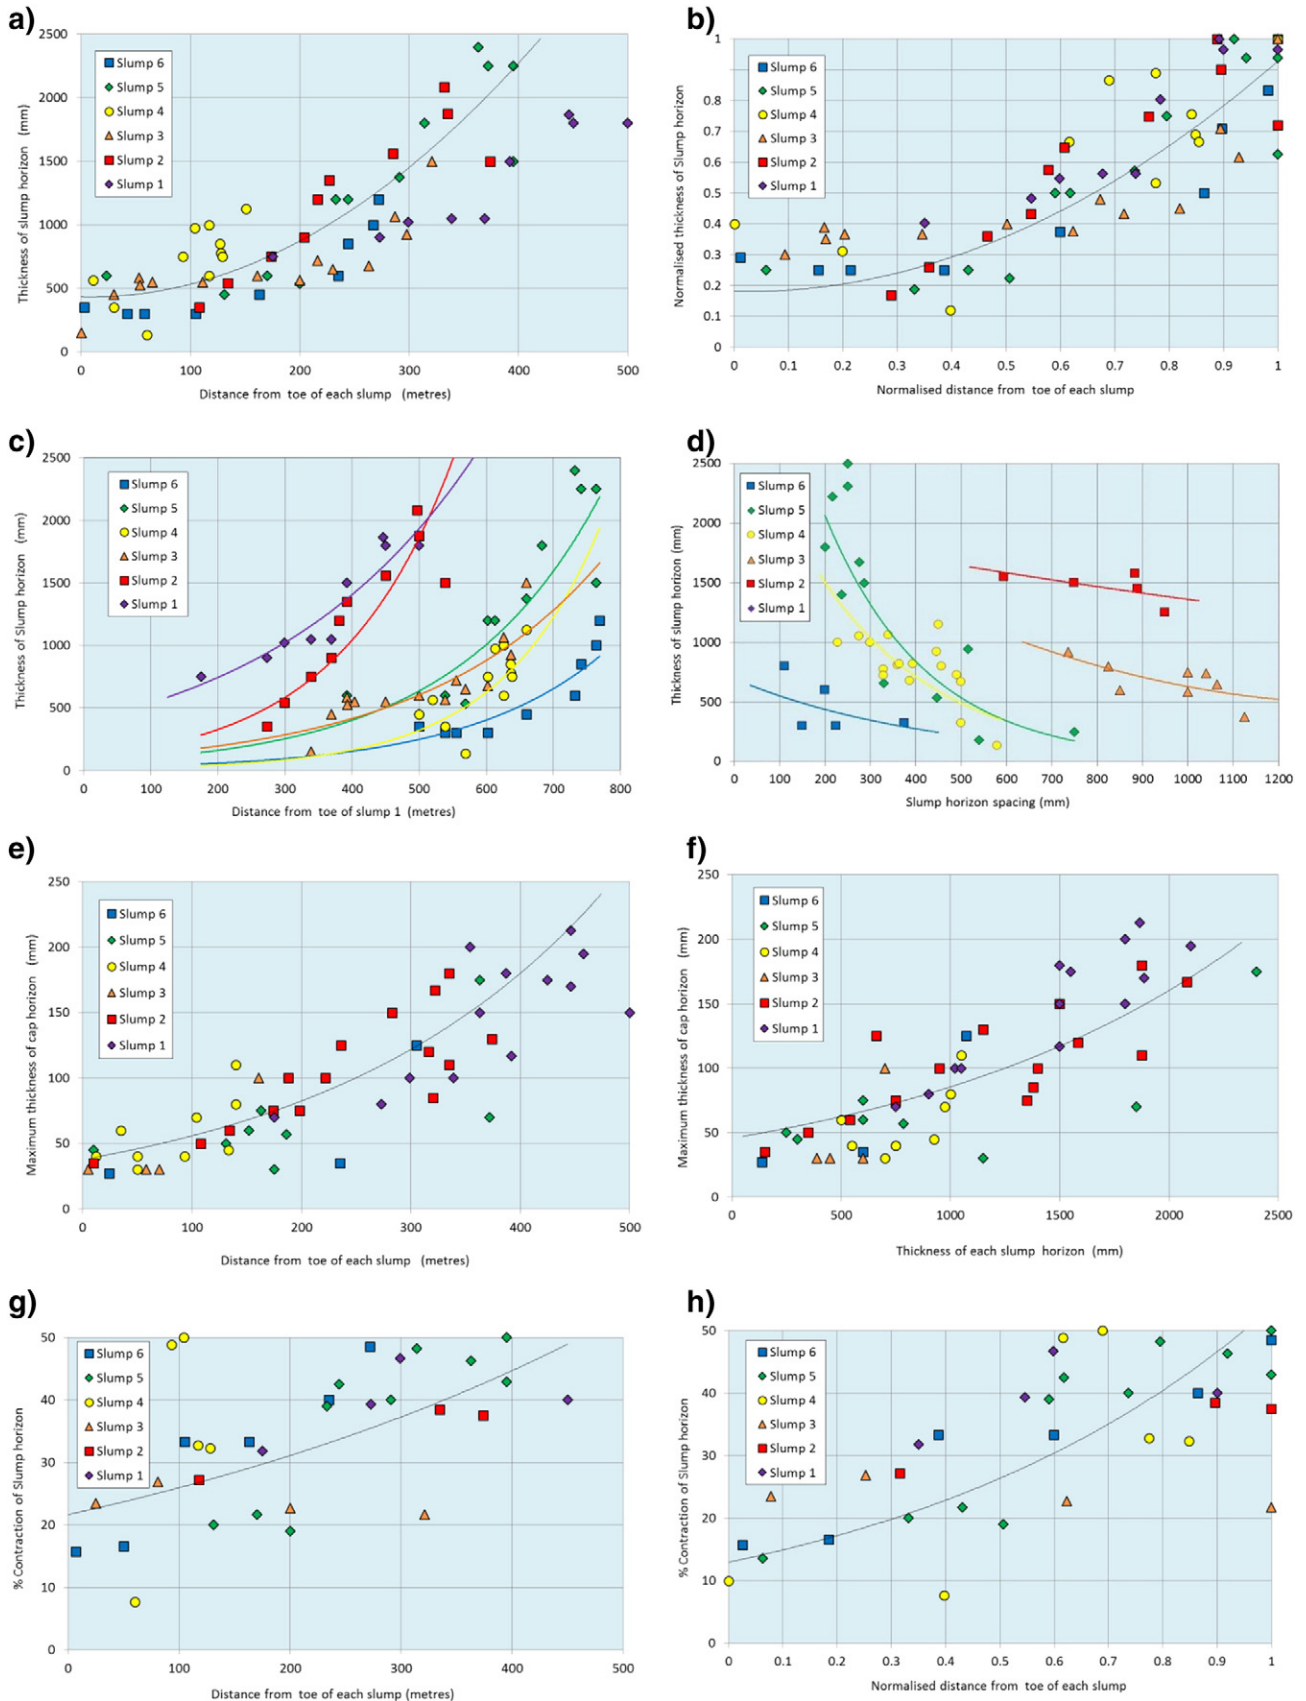 a)
2500
2000
1500
1000
500
0
Thickness of slump horizon (mm)
Slump 6
Slump 5
Slump 4
Slump 3
Slump 2
Slump 1
0 100 200 300 400 500
Distance from toe of each slump (metres)
b)
1
0.8
0.7
0.6
0.5
0.4
0.3
0.2
0.1
0
Normalised thickness of Slump horizon
Slump 6
Slump 5
Slump 4
Slump 3
Slump 2
Slump 1
0 0.1 0.2 0.3 0.4 0.5 0.6 0.7 0.8 0.9 1
Normalised distance from toe of each slump
c)
2500
2000
1500
1000
500
0
Thickness of Slump horizon (mm)
Slump 6
Slump 5
Slump 4
Slump 3
Slump 2
Slump 1
0 100 200 300 400 500 600 700 800
Distance from toe of slump 1 (metres)
d)
2500
2000
1500
1000
500
0
Thickness of slump horizon (mm)
Slump 6
Slump 5
Slump 4
Slump 3
Slump 2
Slump 1
0 100 200 300 400 500 600 700 800 900 1000 1100 1200
Slump horizon spacing (mm)
e)
250
200
150
100
50
0
Maximum thickness of cap horizon (mm)
Slump 6
Slump 5
Slump 4
Slump 3
Slump 2
Slump 1
0 100 200 300 400 500
Distance from toe of each slump (metres)
f)
250
200
150
100
50
0
Maximum thickness of cap horizon (mm)
Slump 6
Slump 5
Slump 4
Slump 3
Slump 2
Slump 1
0 500 1000 1500 2000 2500
Thickness of each slump horizon (mm)
g)
50
40
30
20
10
0
% Contraction of Slump horizon
Slump 6
Slump 5
Slump 4
Slump 3
Slump 2
Slump 1
0 100 200 300 400 500
Distance from toe of each slump (metres)
h)
50
40
30
20
10
0
% Contraction of Slump horizon
Slump 6
Slump 5
Slump 4
Slump 3
Slump 2
Slump 1
0 0.1 0.2 0.3 0.4 0.5 0.6 0.7 0.8 0.9 1
Normalised distance from toe of each slump